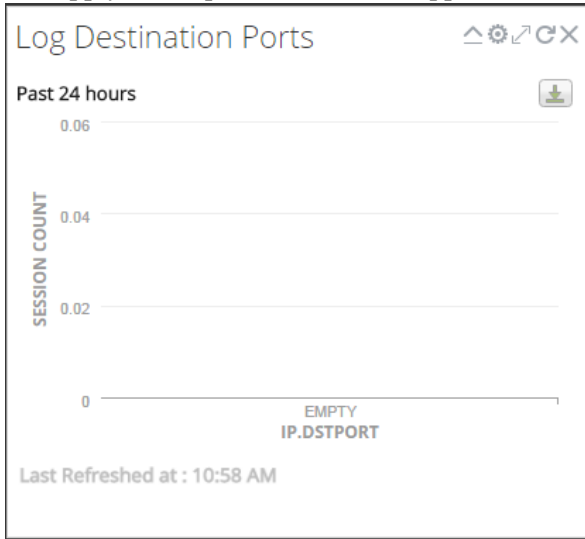 Log Destination Ports
Past 24 hours
0.06
0.04
SESSION COUNT
0.02
0
EMPTY
IP.DSTPORT
Last Refreshed at : 10:58 AM